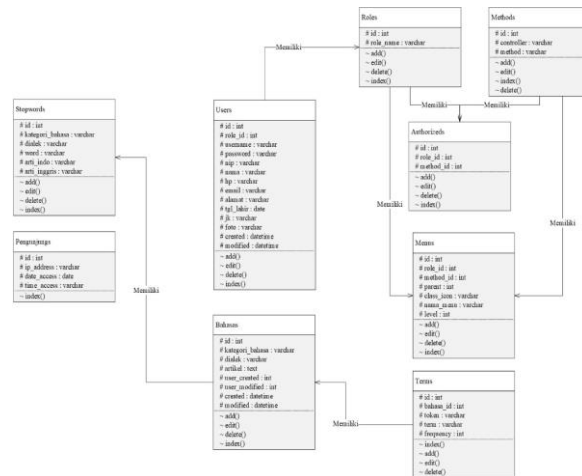 Roles
# id : int
# role_name : varchar
~ add()
~ edit()
~ delete()
~ index()
Methods
# id : int
# controller : varchar
# method : varchar
~ add()
~ edit()
~ index()
~ delete()
Memiliki
Memiliki
Memiliki
Authorizeds
# id : int
# role_id : int
# method_id : int
~ add()
~ edit()
~ delete()
~ index()
Stopwords
# id : int
# kategori_bahasa : varchar
# dialek : varchar
# word : varchar
# arti_indo : varchar
# arti_inggris : varchar
~ add()
~ edit()
~ delete()
~ index()
Users
# id : int
# role_id : int
# username : varchar
# password : varchar
# nip : varchar
# nama : varchar
# hp : varchar
# email : varchar
# alamat : varchar
# tgl_lahir : date
# jk : varchar
# foto : varchar
# created : datetime
# modified : datetime
~ add()
~ edit()
~ delete()
~ index()
Memiliki
Memiliki
Pengunjungs
# id : int
# ip_address : varchar
# date_access : date
# time_access : varchar
~ index()
Menus
# id : int
# role_id : int
# method_id : int
# parent : int
# class_icon : varchar
# nama_menu : varchar
# level : int
~ add()
~ edit()
~ delete()
~ index()
Memiliki
Bahasas
# id : int
# kategori_bahasa : varchar
# dialek : varchar
# artikel : text
# user_created : int
# user_modified : int
# created : datetime
# modified : datetime
~ add()
~ edit()
~ delete()
~ index()
Memiliki
Terms
# id : int
# bahasa_id : int
# token : varchar
# term : varchar
# frequency : int
~ index()
~ add()
~ edit()
~ delete()